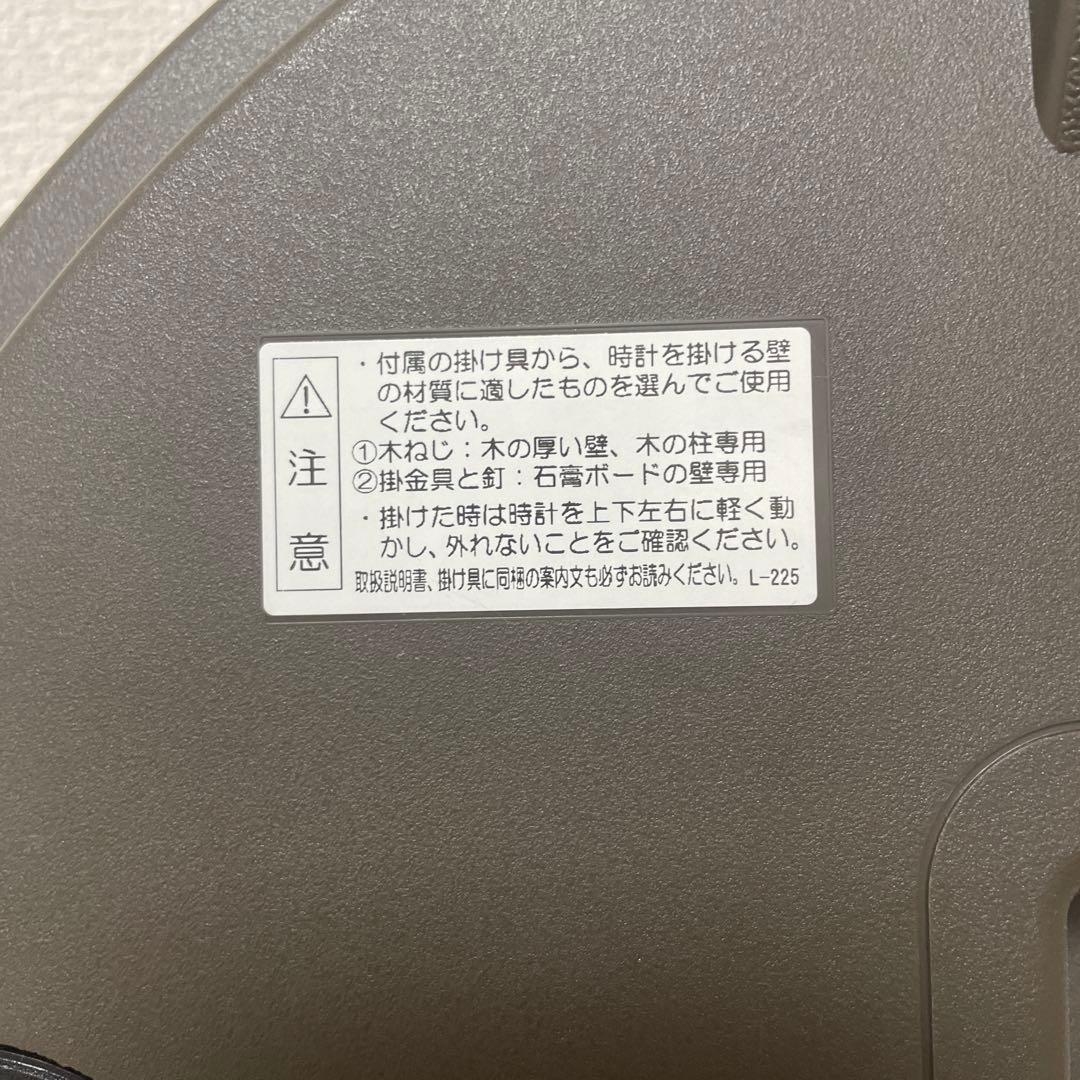 注意
・付属の掛け具から、時計を掛ける壁
の材質に適したものを選んでご使用
ください。
①木ねじ：木の厚い壁、木の柱専用
②掛金具と釘：石膏ボードの壁専用
・掛けた時は時計を上下左右に軽く動
かし、外れないことをご確認ください。
取扱説明書、掛け具に同梱の案内文も必ずお読みください。L-225